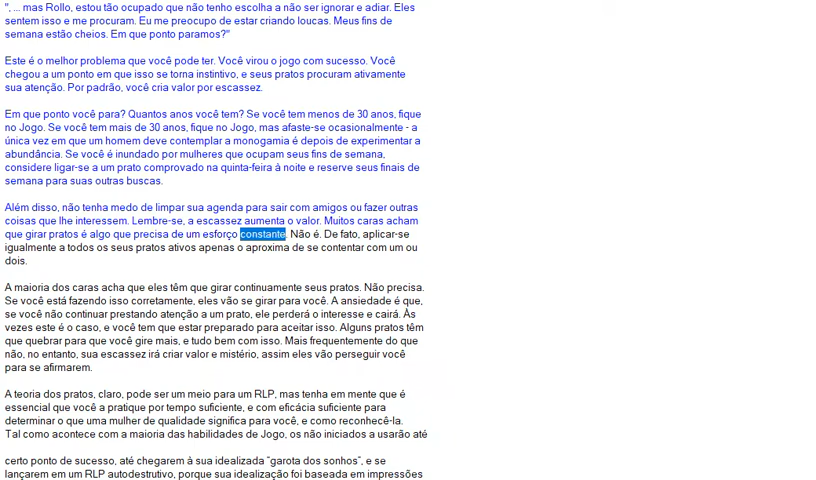 ", ... mas Rollo, estou tão ocupado que não tenho escolha a não ser ignorar e adiar. Eles
sentem isso e me procuram. Eu me preocupo de estar criando loucas. Meus fins de
semana estão cheios. Em que ponto paramos?"
Este é o melhor problema que você pode ter. Você virou o jogo com sucesso. Você
chegou a um ponto em que isso se torna instintivo, e seus pratos procuram ativamente
sua atenção. Por padrão, você cria valor por escassez.
Em que ponto você para? Quantos anos você tem? Se você tem menos de 30 anos, fique
no Jogo. Se você tem mais de 30 anos, fique no Jogo, mas afaste-se ocasionalmente - a
única vez em que um homem deve contemplar a monogamia é depois de experimentar a
abundância. Se você é inundado por mulheres que ocupam seus fins de semana,
considere ligar-se a um prato comprovado na quinta-feira à noite e reserve seus finais de
semana para suas outras buscas.
Além disso, não tenha medo de limpar sua agenda para sair com amigos ou fazer outras
coisas que lhe interessem. Lembre-se, a escassez aumenta o valor. Muitos caras acham
que girar pratos é algo que precisa de um esforço constante. Não é. De fato, aplicar-se
igualmente a todos os seus pratos ativos apenas o aproxima de se contentar com um ou
dois.
A maioria dos caras acha que eles têm que girar continuamente seus pratos. Não precisa.
Se você está fazendo isso corretamente, eles vão se girar para você. A ansiedade é que,
se você não continuar prestando atenção a um prato, ele perderá o interesse e cairá. Às
vezes este é o caso, e você tem que estar preparado para aceitar isso. Alguns pratos têm
que quebrar para que você gire mais, e tudo bem com isso. Mais frequentemente do que
não, no entanto, sua escassez irá criar valor e mistério, assim eles vão perseguir você
para se afirmarem.
A teoria dos pratos, claro, pode ser um meio para um RLP, mas tenha em mente que é
essencial que você a pratique por tempo suficiente, e com eficácia suficiente para
determinar o que uma mulher de qualidade significa para você, e como reconhecê-la.
Tal como acontece com a maioria das habilidades de Jogo, os não iniciados a usarão até
certo ponto de sucesso, até chegarem à sua idealizada "garota dos sonhos", e se
lançarem em um RLP autodestrutivo, porque sua idealização foi baseada em impressões